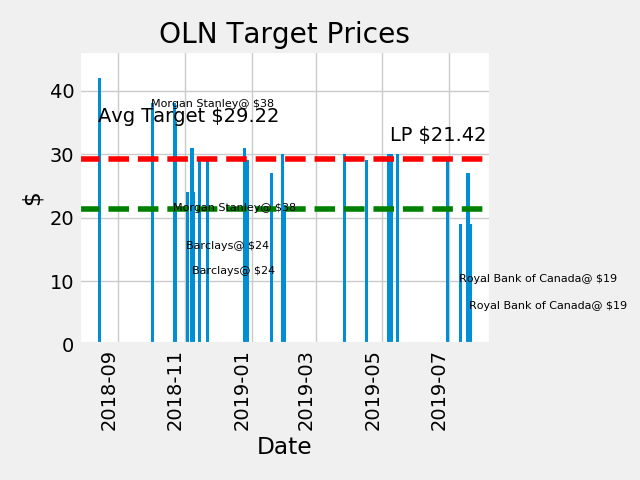 OLN Target Prices
40
30
20
10
0
$
Morgan Stanley@ $38
Avg Target $29.22
LP $21.42
Morgan Stanley@ $38
Barclays@ $24
Barclays@ $24
Royal Bank of Canada@ $19
Royal Bank of Canada@ $19
2018-09
2018-11
2019-01
2019-03
2019-05
2019-07
Date